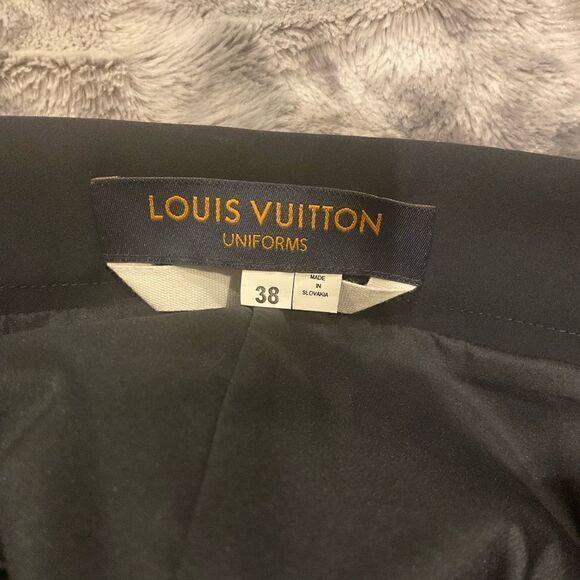 LOUIS VUITTON
UNIFORMS
38
MADE
IN
SLOVAKIA